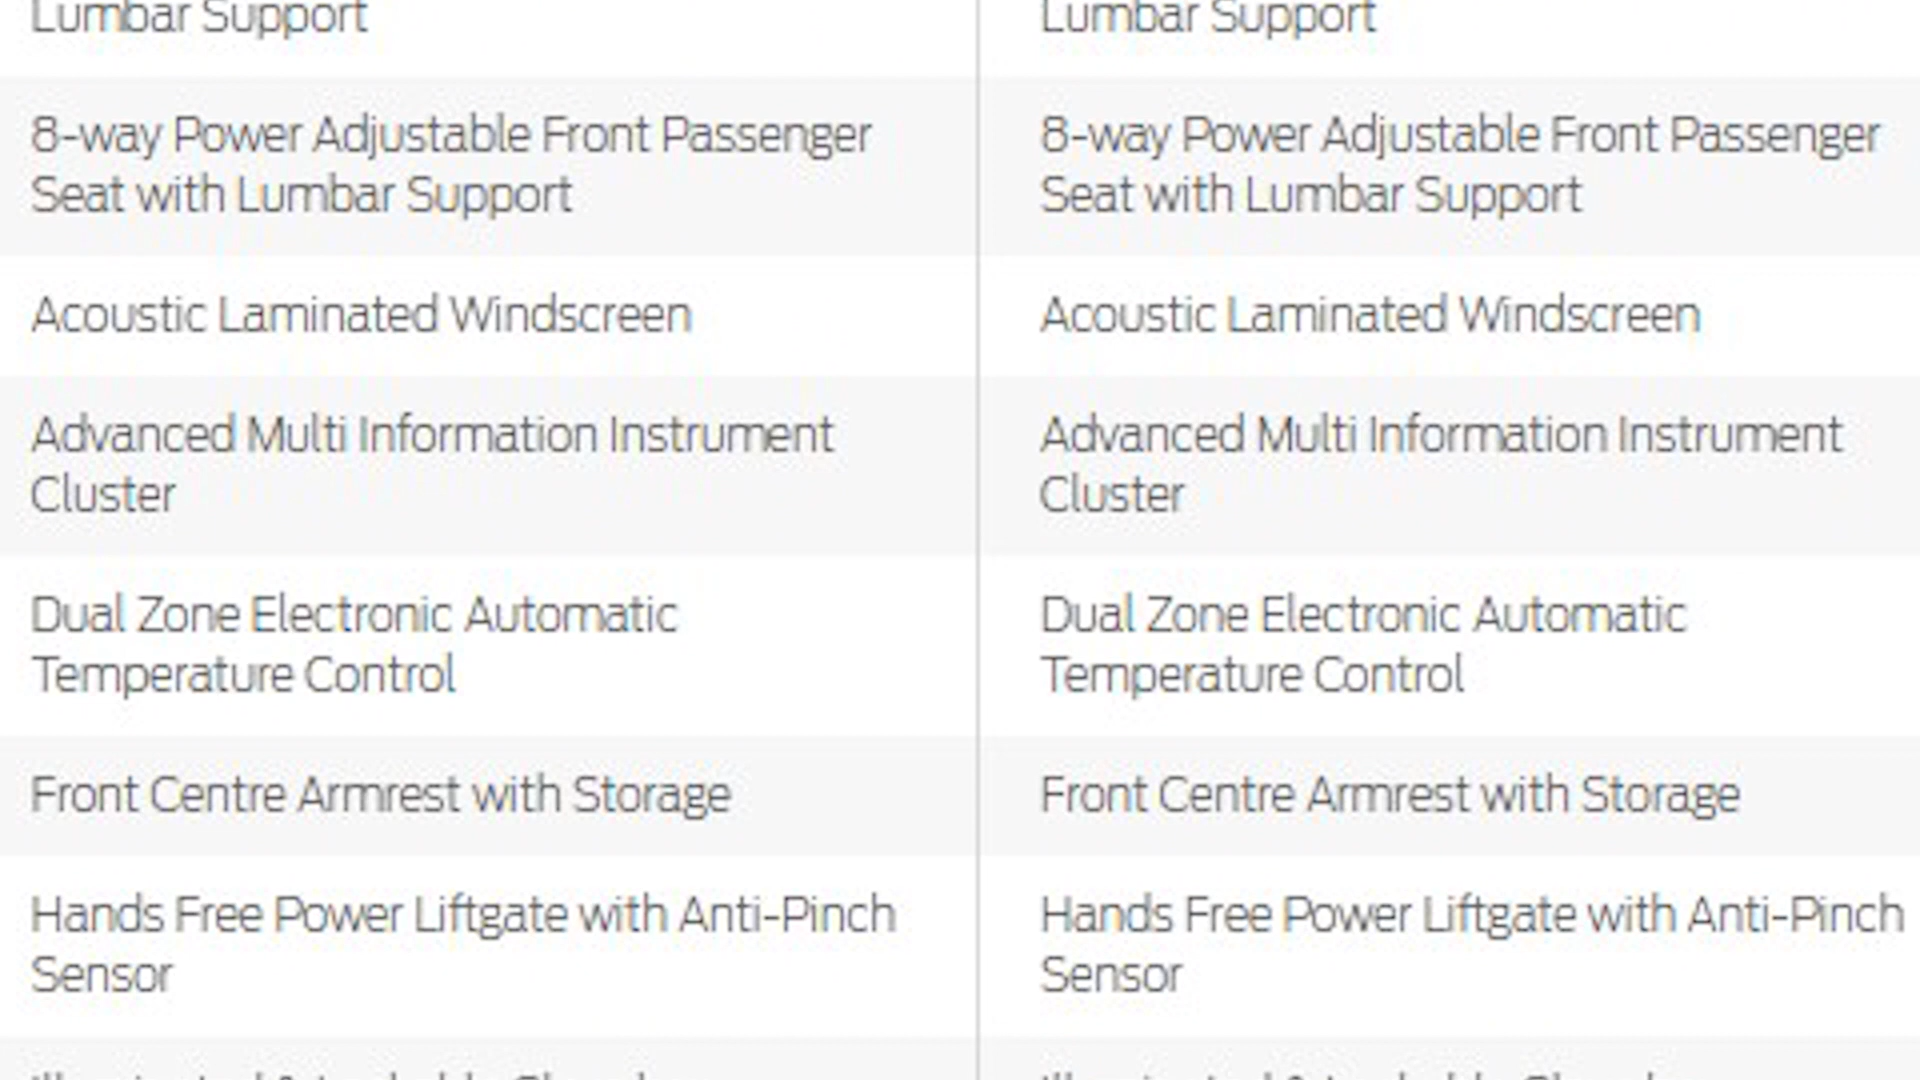 Lumbar Support
Lumbar Support
8-way Power Adjustable Front Passenger
Seat with Lumbar Support
8-way Power Adjustable Front Passenger
Seat with Lumbar Support
Acoustic Laminated Windscreen
Acoustic Laminated Windscreen
Advanced Multi Information Instrument
Cluster
Advanced Multi Information Instrument
Cluster
Dual Zone Electronic Automatic
Temperature Control
Dual Zone Electronic Automatic
Temperature Control
Front Centre Armrest with Storage
Front Centre Armrest with Storage
Hands Free Power Liftgate with Anti-Pinch
Sensor
Hands Free Power Liftgate with Anti-Pinch
Sensor